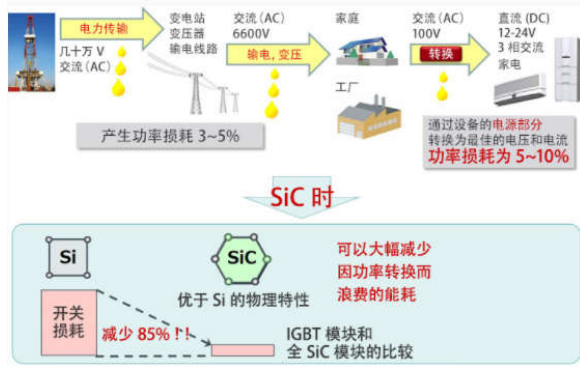 电力传输
几十万 V
交流(AC)
变电站
变压器
输电线路
交流(AC)
6600V
输电,变压
家庭
工厂
交流(AC)
100V
转换
直流(DC)
12-24V
3 相交流
家电
产生功率损耗 3~5%
通过设备的电源部分
转换为最佳的电压和电流
功率损耗为 5~10%
SiC 时
Si
SiC
优于 Si 的物理特性
可以大幅减少
因功率转换而
浪费的能耗
开关
损耗
减少 85%!!
IGBT 模块和
全 SiC 模块的比较